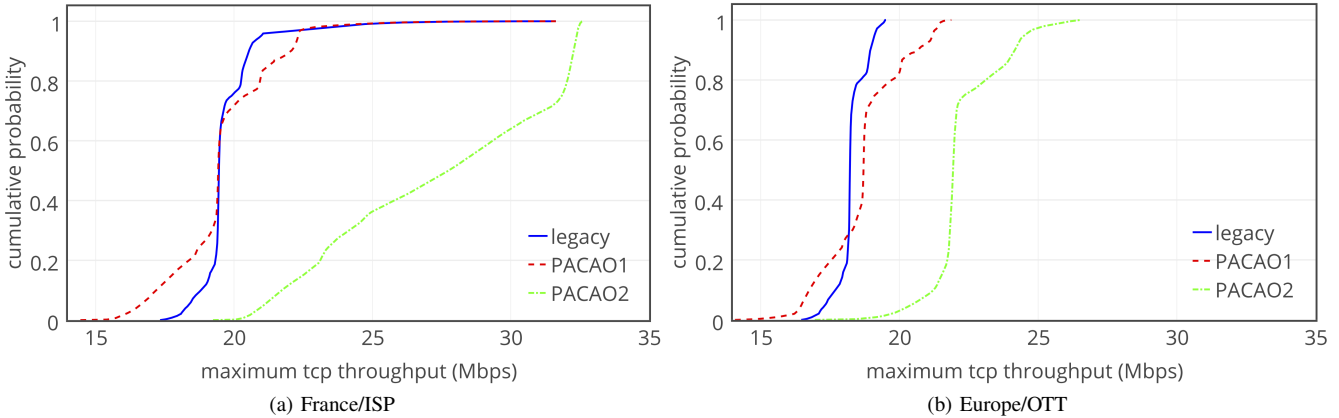 cumulative probability
1
0.8
0.6
0.4
0.2
0
15
20
25
30
35
legacy
PACAO1
PACAO2
maximum tcp throughput (Mbps)
(a) France/ISP
cumulative probability
1
0.8
0.6
0.4
0.2
0
15
20
25
30
35
legacy
PACAO1
PACAO2
maximum tcp throughput (Mbps)
(b) Europe/OTT